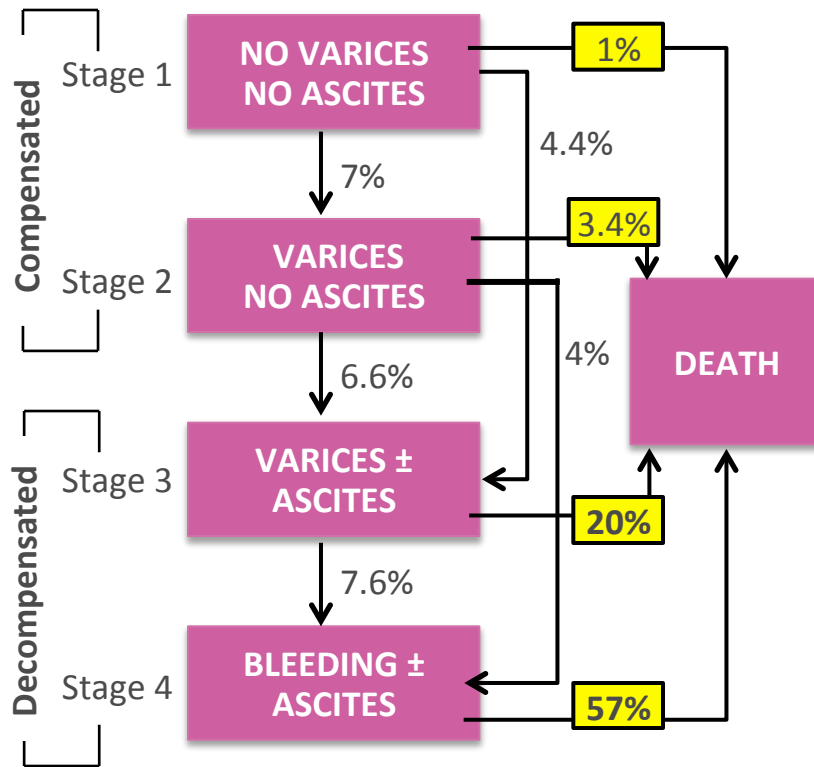 Compensated
Stage 1
NO VARICES
NO ASCITES
1%
4.4%
7%
3.4%
Stage 2
VARICES
NO ASCITES
DEATH
4%
6.6%
Decompensated
Stage 3
VARICES ±
ASCITES
20%
7.6%
Stage 4
BLEEDING ±
ASCITES
57%